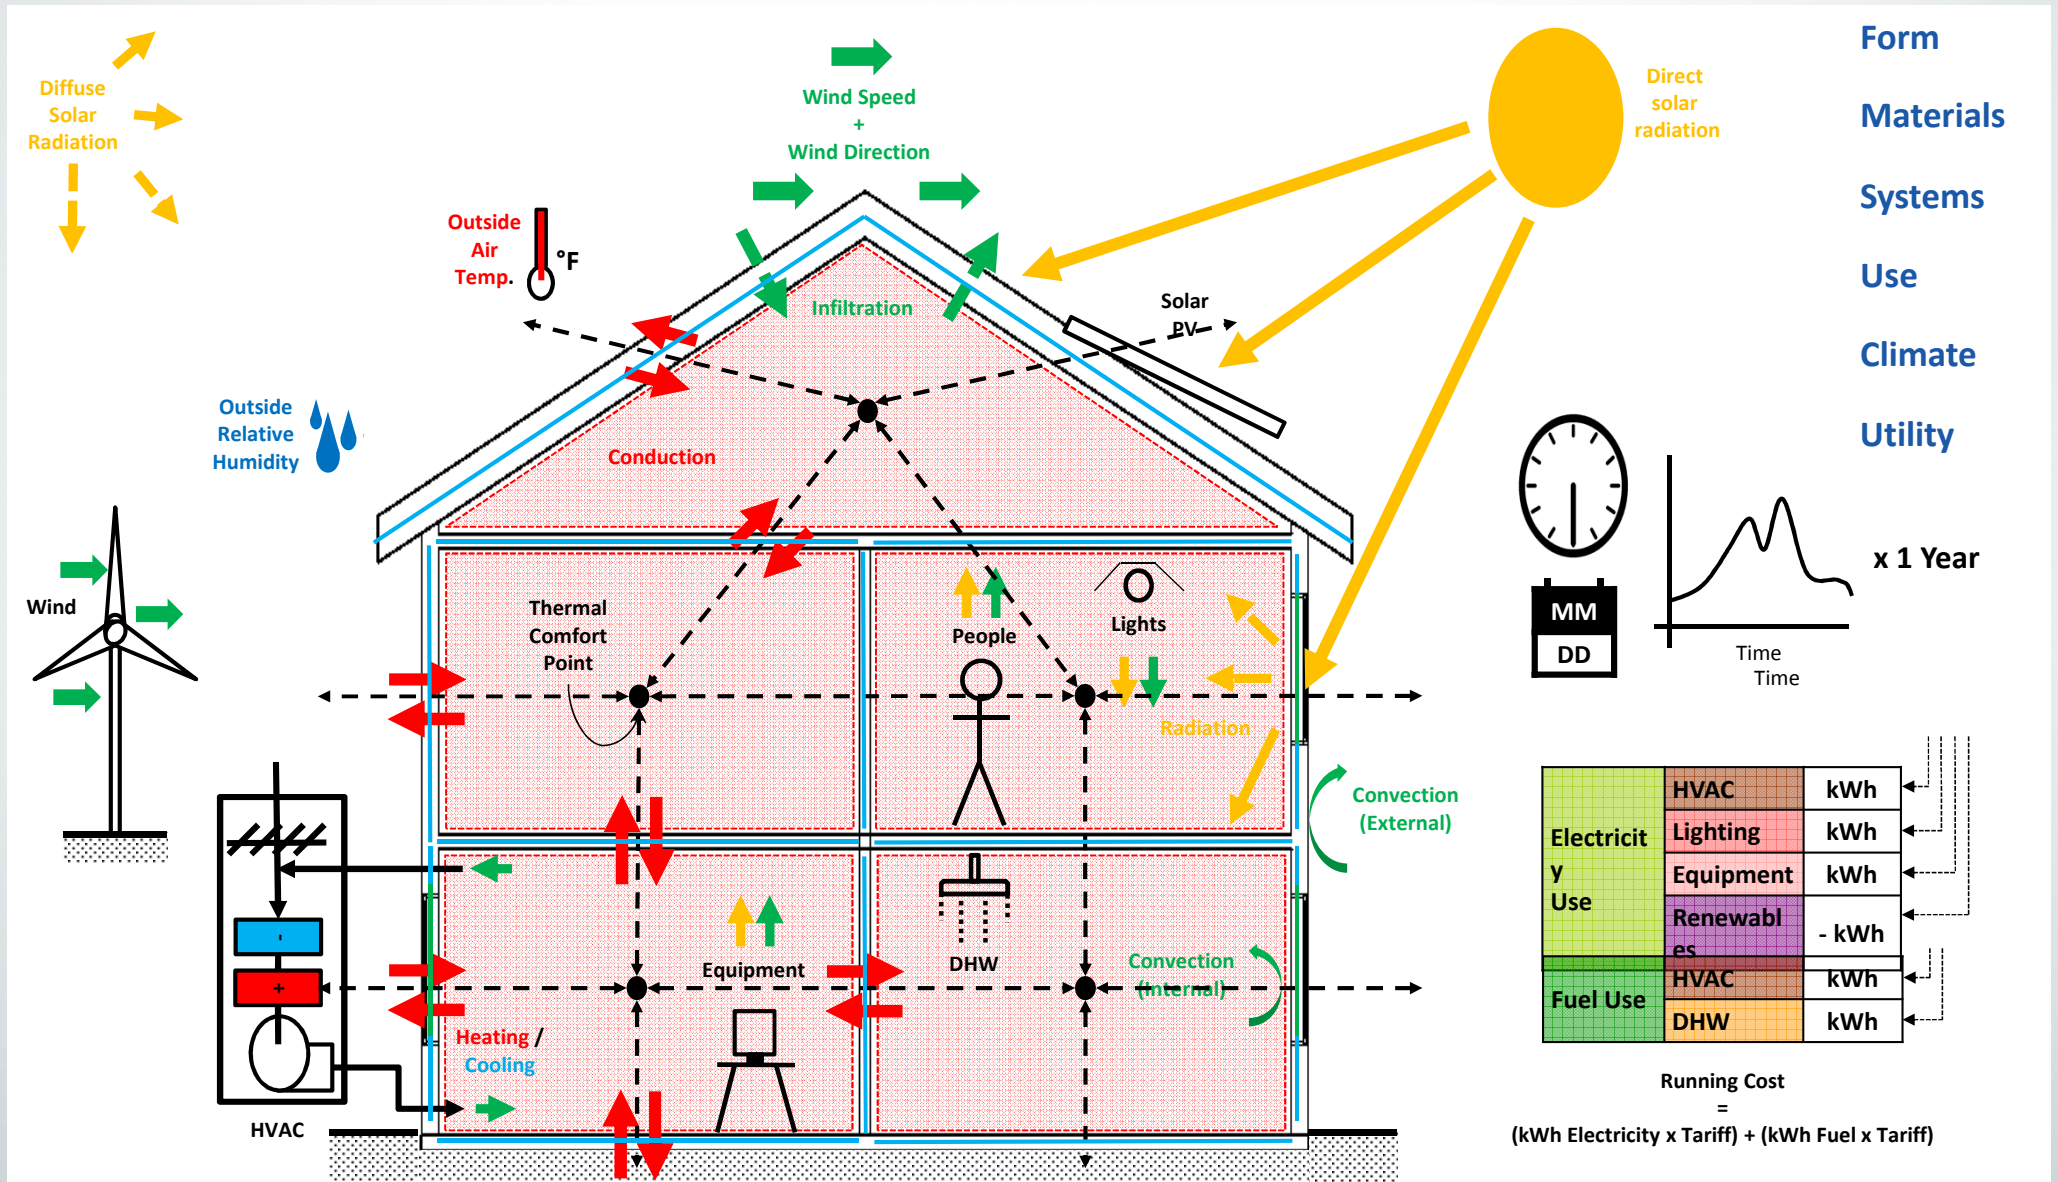 Diffuse
Solar
Radiation
Wind Speed
+
Wind Direction
Direct
solar
radiation
Form
Materials
Systems
Use
Climate
Utility
Outside
Air
Temp.
°F
Infiltration
Solar
PV
Outside
Relative
Humidity
Conduction
Wind
Thermal
Comfort
Point
People
Lights
Radiation
MM
DD
x 1 Year
Time
Time
Convection
(External)
-
+
HVAC
Equipment
DHW
Convection
(Internal)
Heating /
Cooling
Electricit
y
Use
HVAC
kWh
Lighting
kWh
Equipment
kWh
Renewabl
es
- kWh
Fuel Use
HVAC
kWh
DHW
kWh
Running Cost
=
(kWh Electricity x Tariff) + (kWh Fuel x Tariff)